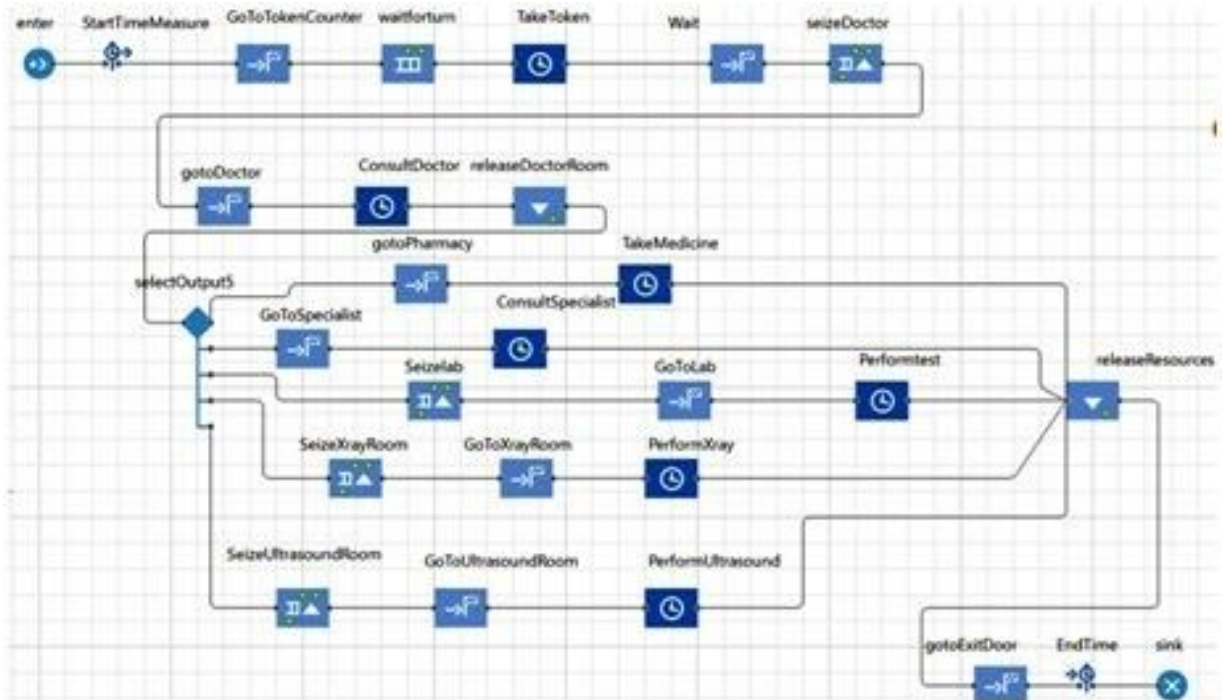 enter
StartTimeMeasure
GoToTokenCounter
waitforturn
TakeToken
Wait
seizeDoctor
gotoDoctor
ConsultDoctor
releaseDoctorRoom
gotoPharmacy
TakeMedicine
selectOutput5
GoToSpecialist
ConsultSpecialist
Seizelab
GoToLab
Performtest
releaseResources
SeizeXrayRoom
GoToXrayRoom
PerformXray
SeizeUltrasoundRoom
GoToUltrasoundRoom
PerformUltrasound
gotoExitDoor
EndTime
sink